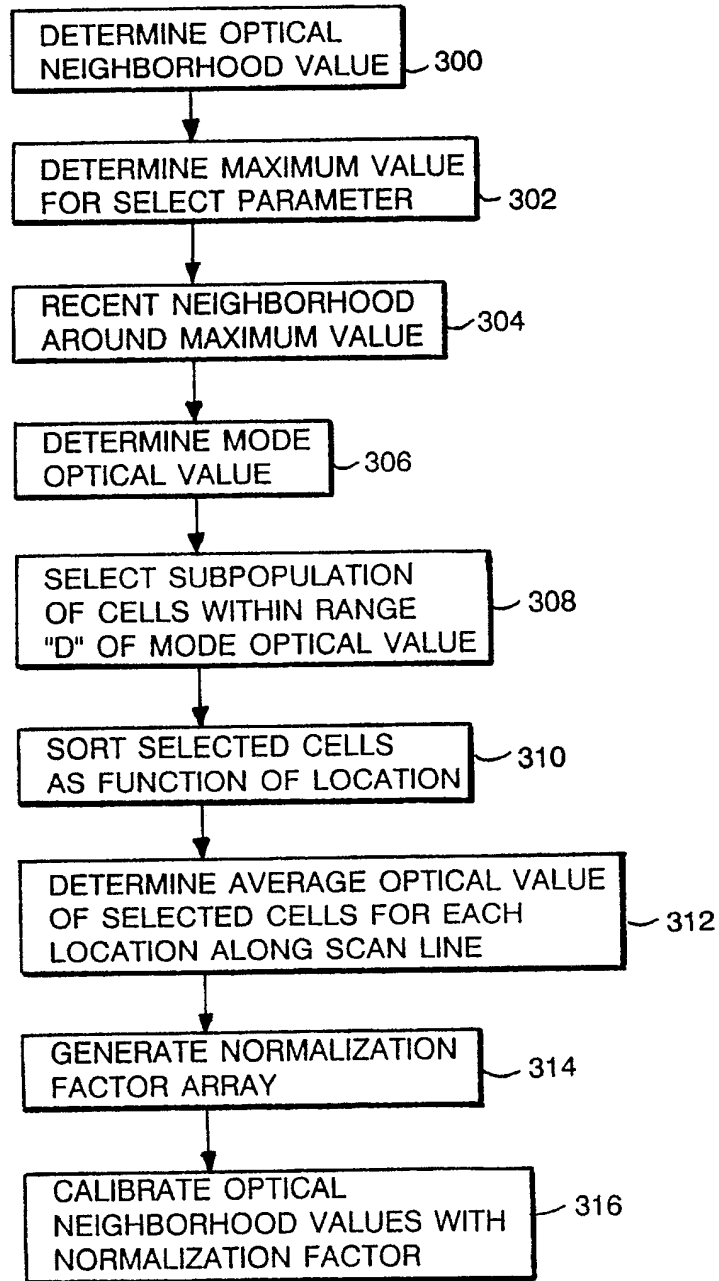 DETERMINE OPTICAL
NEIGHBORHOOD VALUE
300
DETERMINE MAXIMUM VALUE
FOR SELECT PARAMETER
302
RECENT NEIGHBORHOOD
AROUND MAXIMUM VALUE
304
DETERMINE MODE
OPTICAL VALUE
306
SELECT SUBPOPULATION
OF CELLS WITHIN RANGE
"D" OF MODE OPTICAL VALUE
308
SORT SELECTED CELLS
AS FUNCTION OF LOCATION
310
DETERMINE AVERAGE OPTICAL VALUE
OF SELECTED CELLS FOR EACH
LOCATION ALONG SCAN LINE
312
GENERATE NORMALIZATION
FACTOR ARRAY
314
CALIBRATE OPTICAL
NEIGHBORHOOD VALUES WITH
NORMALIZATION FACTOR
316